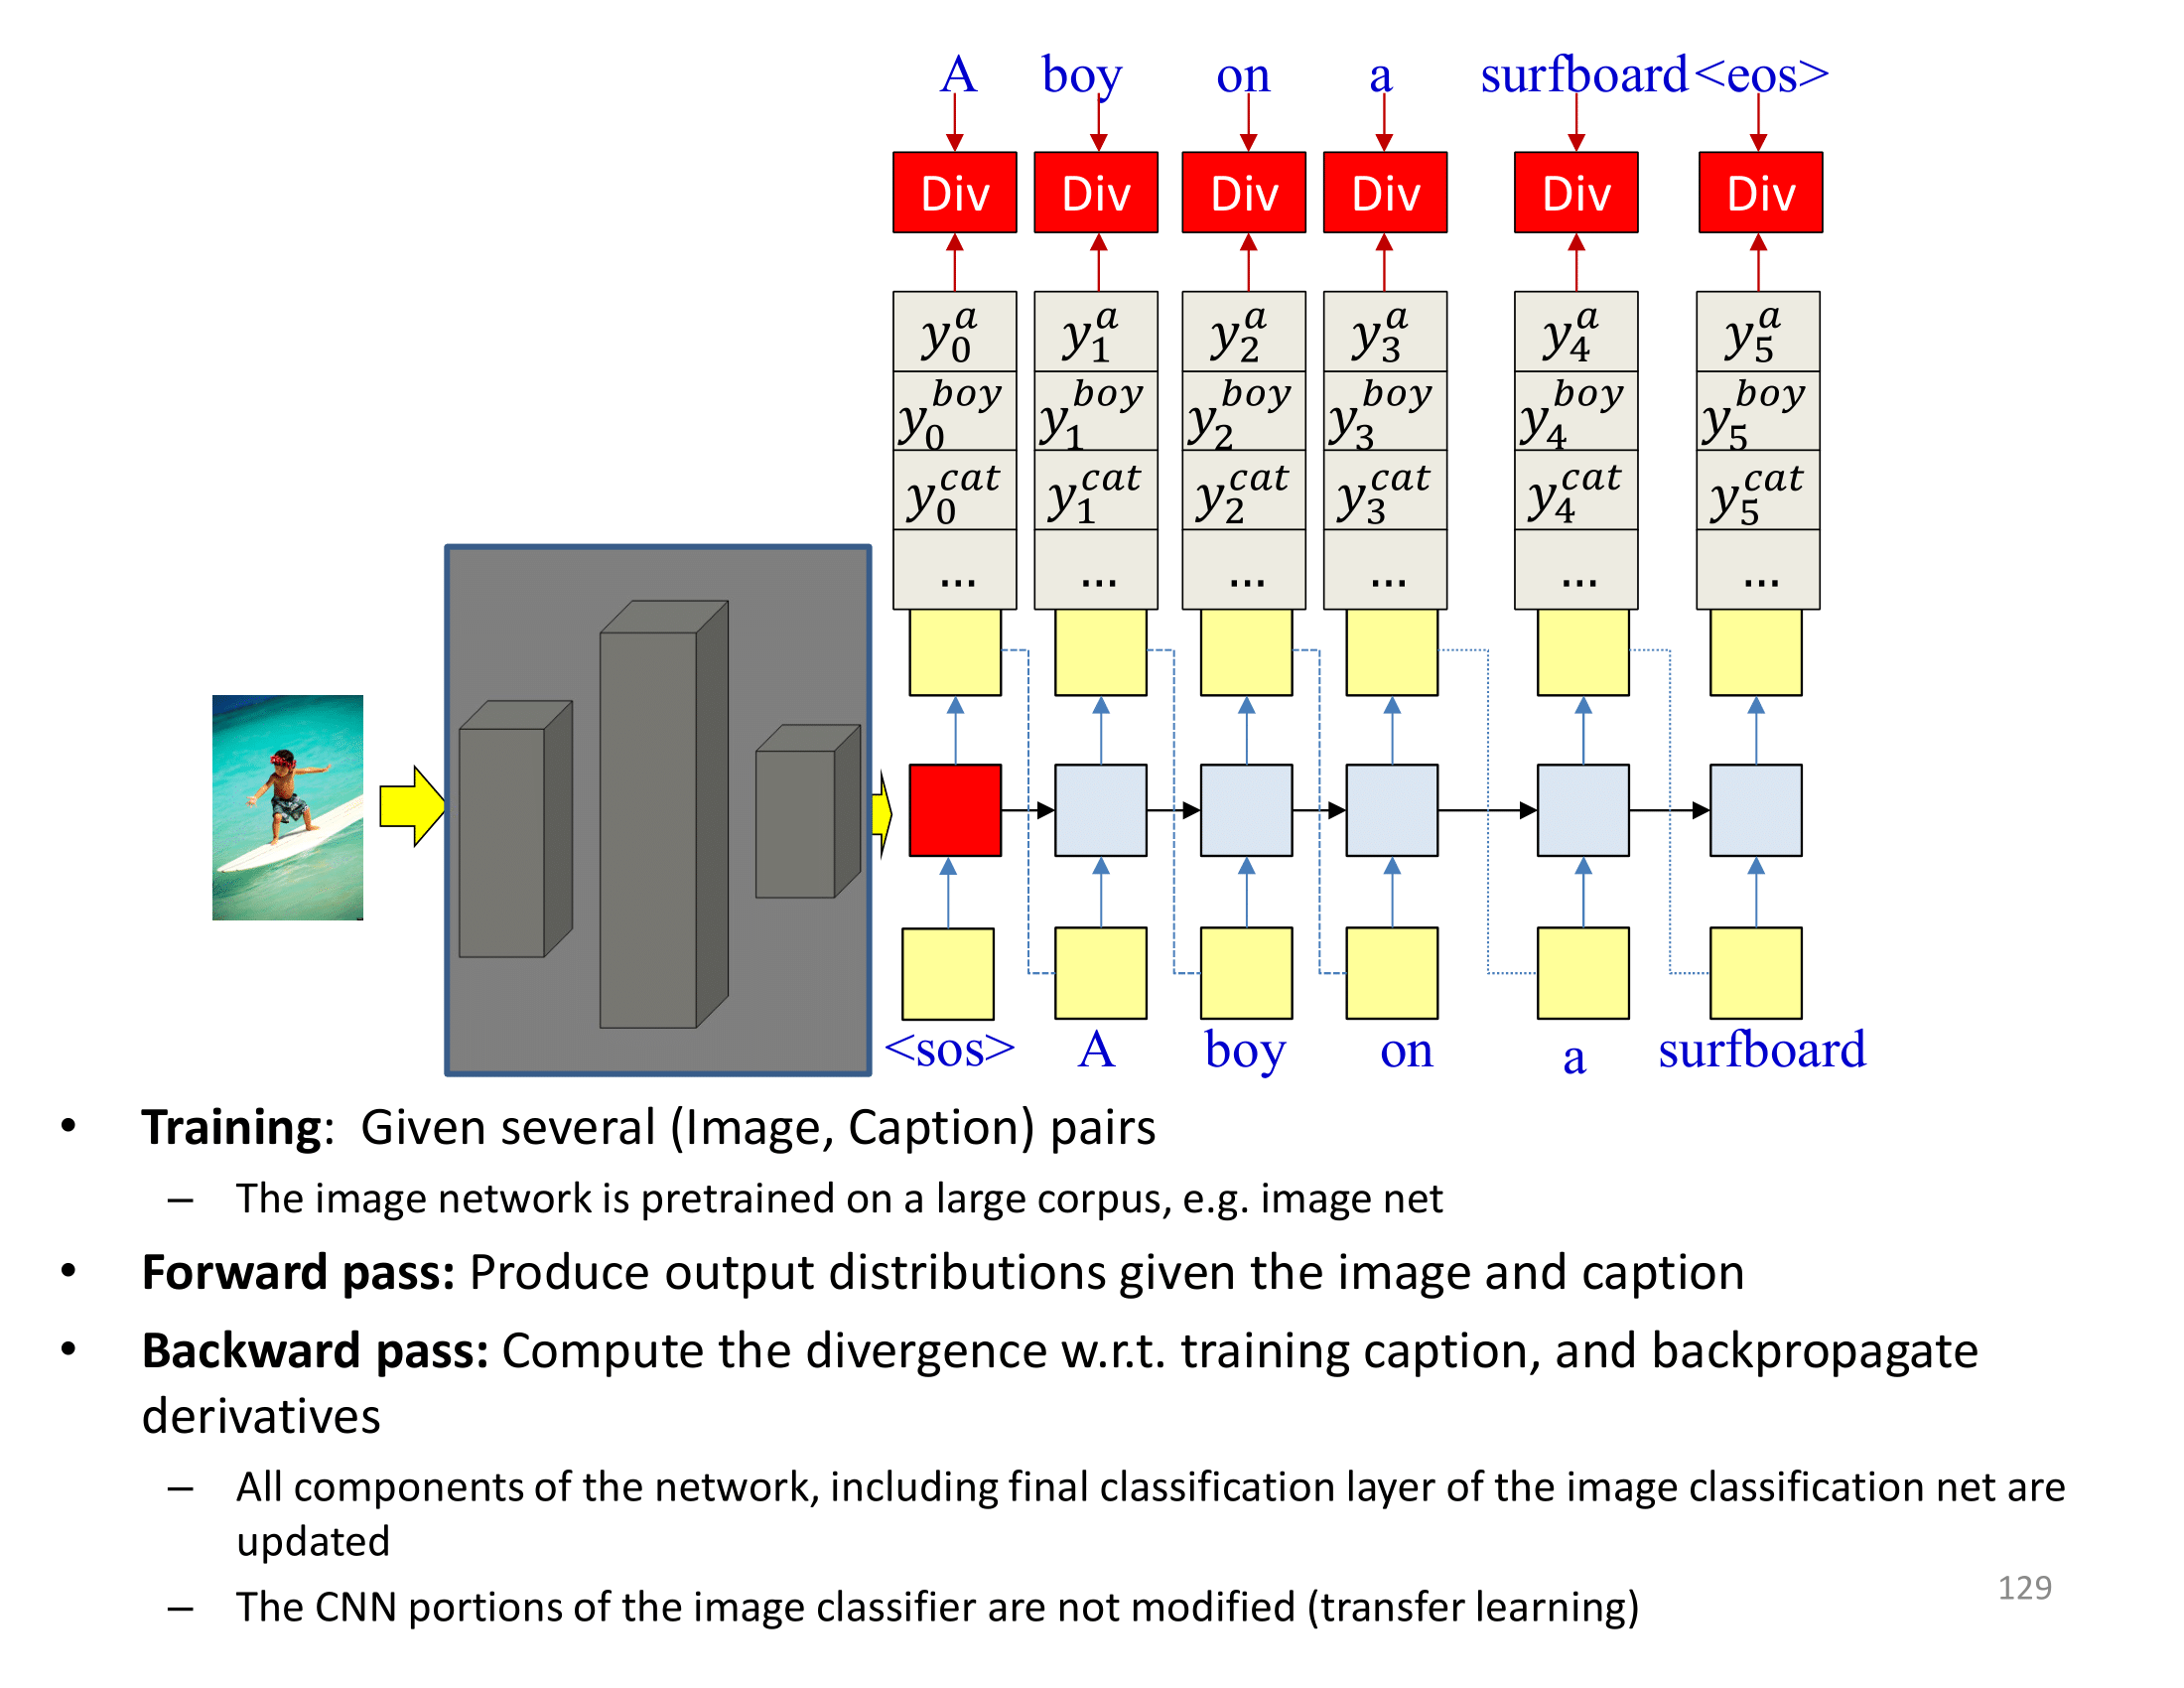 A boy on a surfboard <eos>
Div Div Div Div Div Div
y_0^a y_1^a y_2^a y_3^a y_4^a y_5^a
y_0^boy y_1^boy y_2^boy y_3^boy y_4^boy y_5^boy
y_0^cat y_1^cat y_2^cat y_3^cat y_4^cat y_5^cat
... ... ... ... ... ...
<sos> A boy on a surfboard
• Training: Given several (Image, Caption) pairs
– The image network is pretrained on a large corpus, e.g. image net
• Forward pass: Produce output distributions given the image and caption
• Backward pass: Compute the divergence w.r.t. training caption, and backpropagate
derivatives
– All components of the network, including final classification layer of the image classification net are
updated
– The CNN portions of the image classifier are not modified (transfer learning)
129